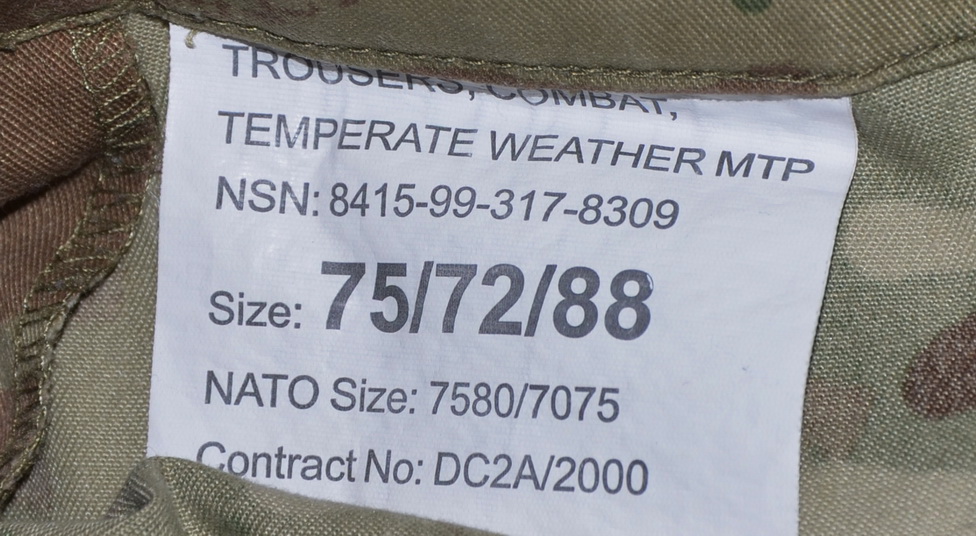 TROUSERS, COMBAT,
TEMPERATE WEATHER MTP
NSN: 8415-99-317-8309
Size: 75/72/88
NATO Size: 7580/7075
Contract No: DC2A/2000